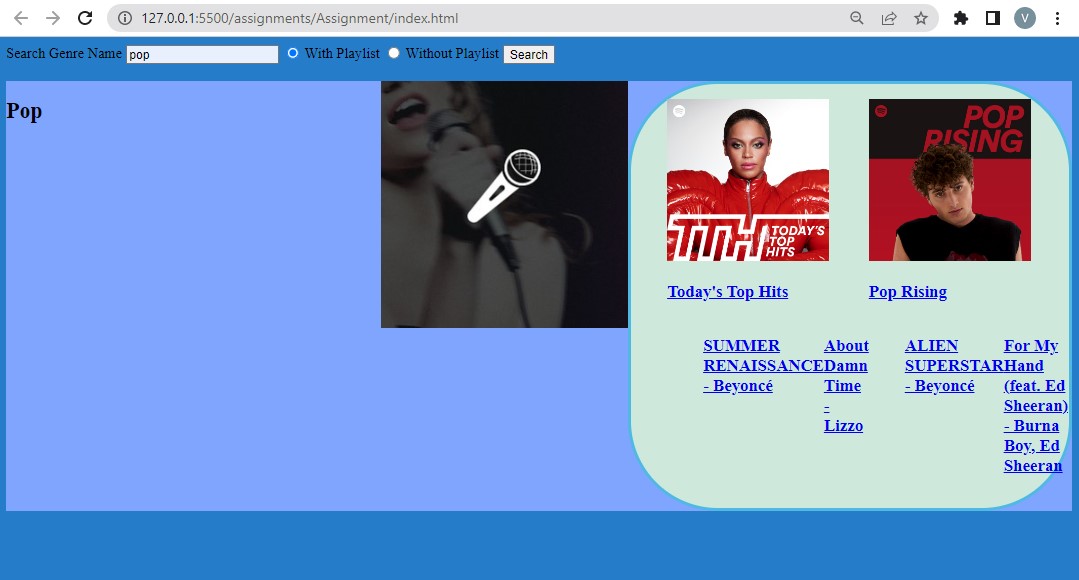 127.0.0.1:5500/assignments/Assignment/index.html
V
Search Genre Name pop With Playlist Without Playlist Search
Pop
TTH TODAY'S
TOP
HITS
POP
RISING
Today's Top Hits
Pop Rising
SUMMER
RENAISSANCE
- Beyoncé
About
Damn
Time
-
Lizzo
ALIEN
SUPERSTAR
- Beyoncé
For My
Hand
(feat. Ed
Sheeran)
- Burna
Boy, Ed
Sheeran